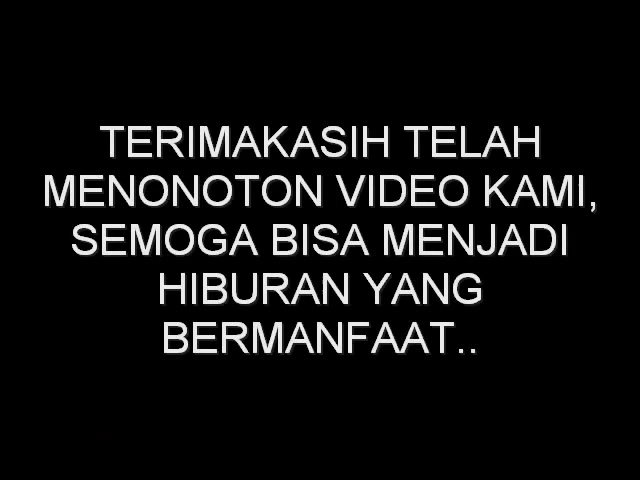 TERIMAKASIH TELAH
MENONOTON VIDEO KAMI,
SEMOGA BISA MENJADI
HIBURAN YANG
BERMANFAAT..